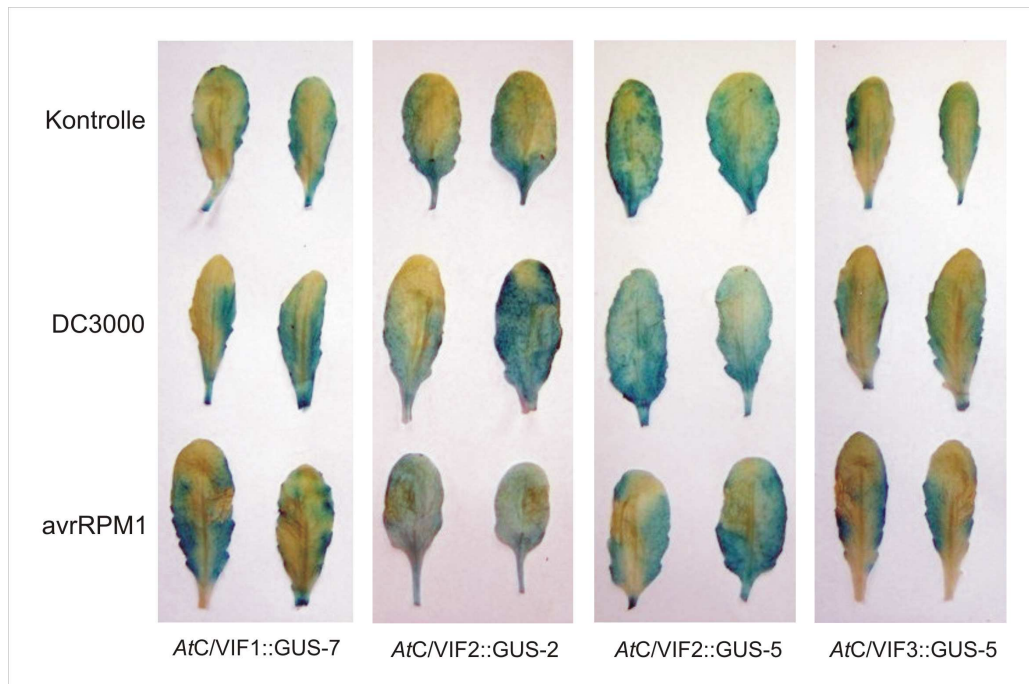 Kontrolle
DC3000
avrRPM1
AtC/VIF1::GUS-7
AtC/VIF2::GUS-2
AtC/VIF2::GUS-5
AtC/VIF3::GUS-5